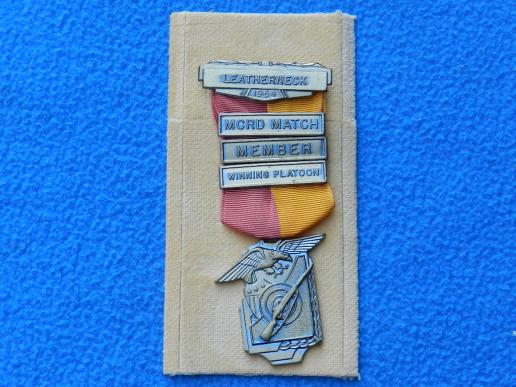 LEATHERNECK
1964
MCRD MATCH
MEMBER
WINNING PLATOON